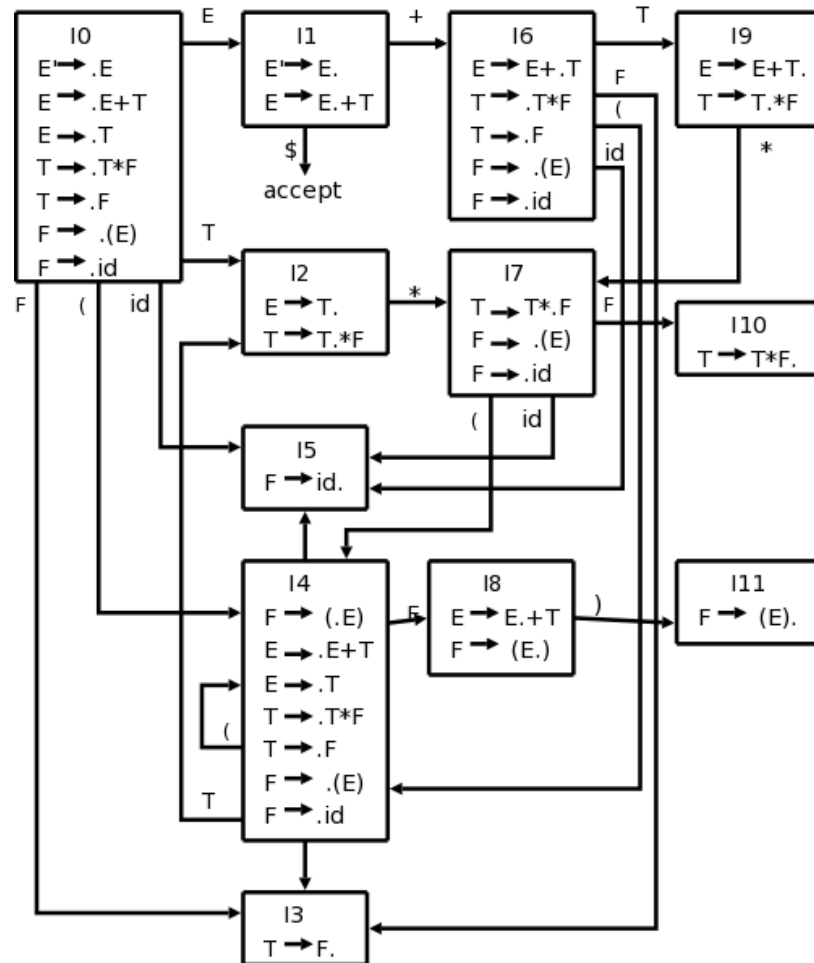 I0
E'→.E
E→.E+T
E→.T
T→.T*F
T→.F
F→ .(E)
F→.id
E
I1
E'→E.
E→E.+T
$
accept
+
I6
E→E+.T
T→.T*F
T→.F
F→ .(E)
F→.id
T
F
(
id
I9
E→E+T.
T→T.*F
*
T
I2
E→T.
T→T.*F
*
I7
T→T*.F
F→ .(E)
F→.id
F
I10
T→T*F.
F
(
id
(
id
I5
F→id.
I4
F→ (.E)
E→.E+T
E→.T
T→.T*F
T→.F
F→ .(E)
F→.id
(
T
I8
E→E.+T
F→ (E.)
)
I11
F→ (E).
I3
T→F.